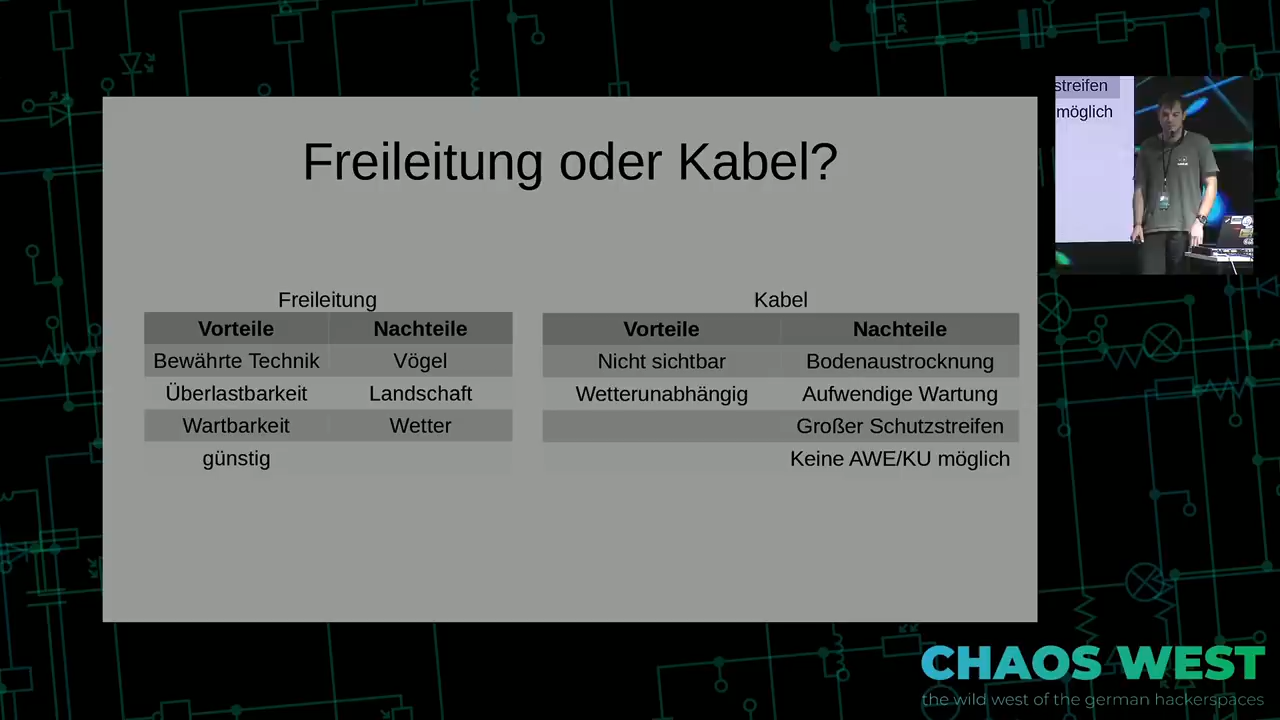 Freileitung oder Kabel?
Freileitung
Vorteile Nachteile
Bewährte Technik Vögel
Überlastbarkeit Landschaft
Wartbarkeit Wetter
günstig
Kabel
Vorteile Nachteile
Nicht sichtbar Bodenaustrocknung
Wetterunabhängig Aufwendige Wartung
Großer Schutzstreifen
Keine AWE/KU möglich
streifen
möglich
CHAOS WEST
the wild west of the german hackerspaces